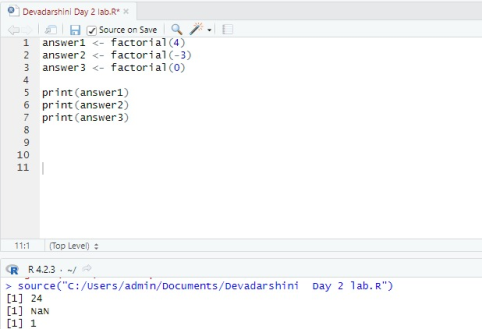 Devadarshini Day 2 lab.R*
Source on Save
1 answer1 <- factorial(4)
2 answer2 <- factorial(-3)
3 answer3 <- factorial(0)
4
5 print(answer1)
6 print(answer2)
7 print(answer3)
8
9
10
11
11:1 (Top Level)
R 4.2.3 · ~/
> source("C:/Users/admin/Documents/Devadarshini  Day 2 lab.R")
[1] 24
[1] NaN
[1] 1